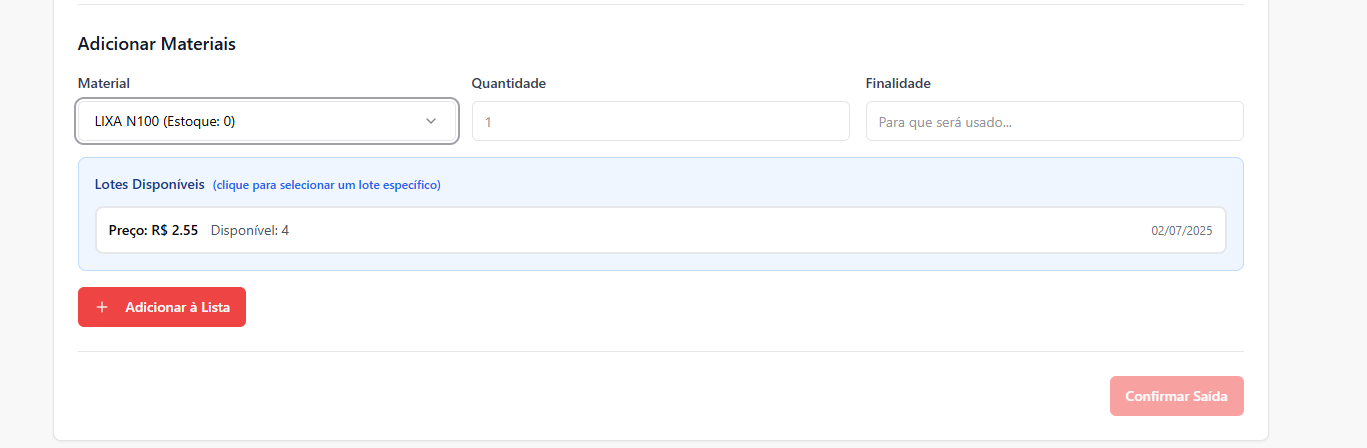 Adicionar Materiais
Material
Quantidade
Finalidade
LIXA N100 (Estoque: 0)
1
Para que será usado...
Lotes Disponíveis (clique para selecionar um lote específico)
Preço: R$ 2.55 Disponível: 4 02/07/2025
+ Adicionar à Lista
Confirmar Saída